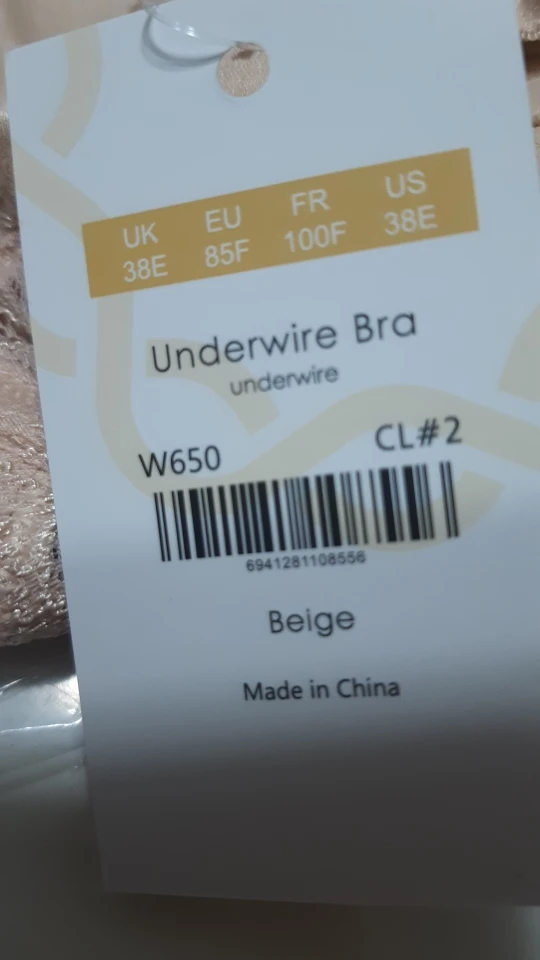 UK EU FR US
38E 85F 100F 38E
Underwire Bra
underwire
W650 CL#2
6941281108556
Beige
Made in China